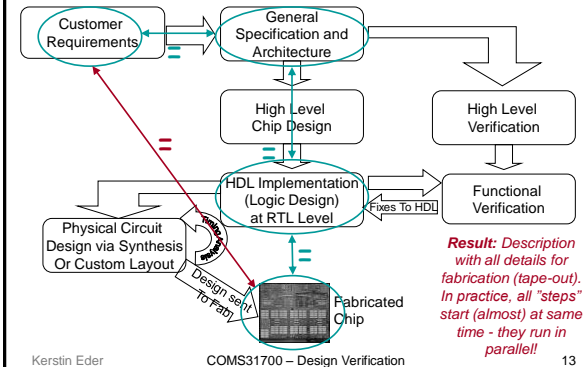 Customer
Requirements
=
General
Specification and
Architecture
High Level
Chip Design
=
=
High Level
Verification
HDL Implementation
(Logic Design)
at RTL Level
Fixes To HDL
Functional
Verification
Timing Analysis
Physical Circuit
Design via Synthesis
Or Custom Layout
=
Design sent
To Fab
Fabricated
Chip
Result: Description
with all details for
fabrication (tape-out).
In practice, all ”steps”
start (almost) at same
time - they run in
parallel!
Kerstin Eder
COMS31700 – Design Verification
13